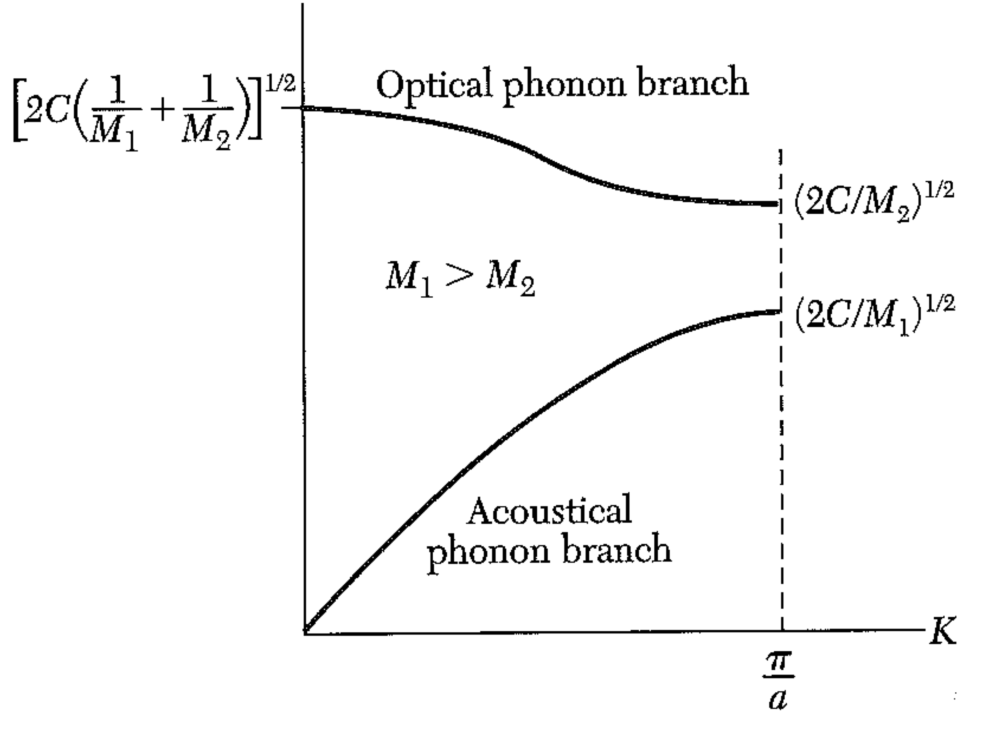 Optical phonon branch
[2C(1/M₁ + 1/M₂)]^1/2
(2C/M₂)^1/2
M₁ > M₂
(2C/M₁)^1/2
Acoustical
phonon branch
K
π/a